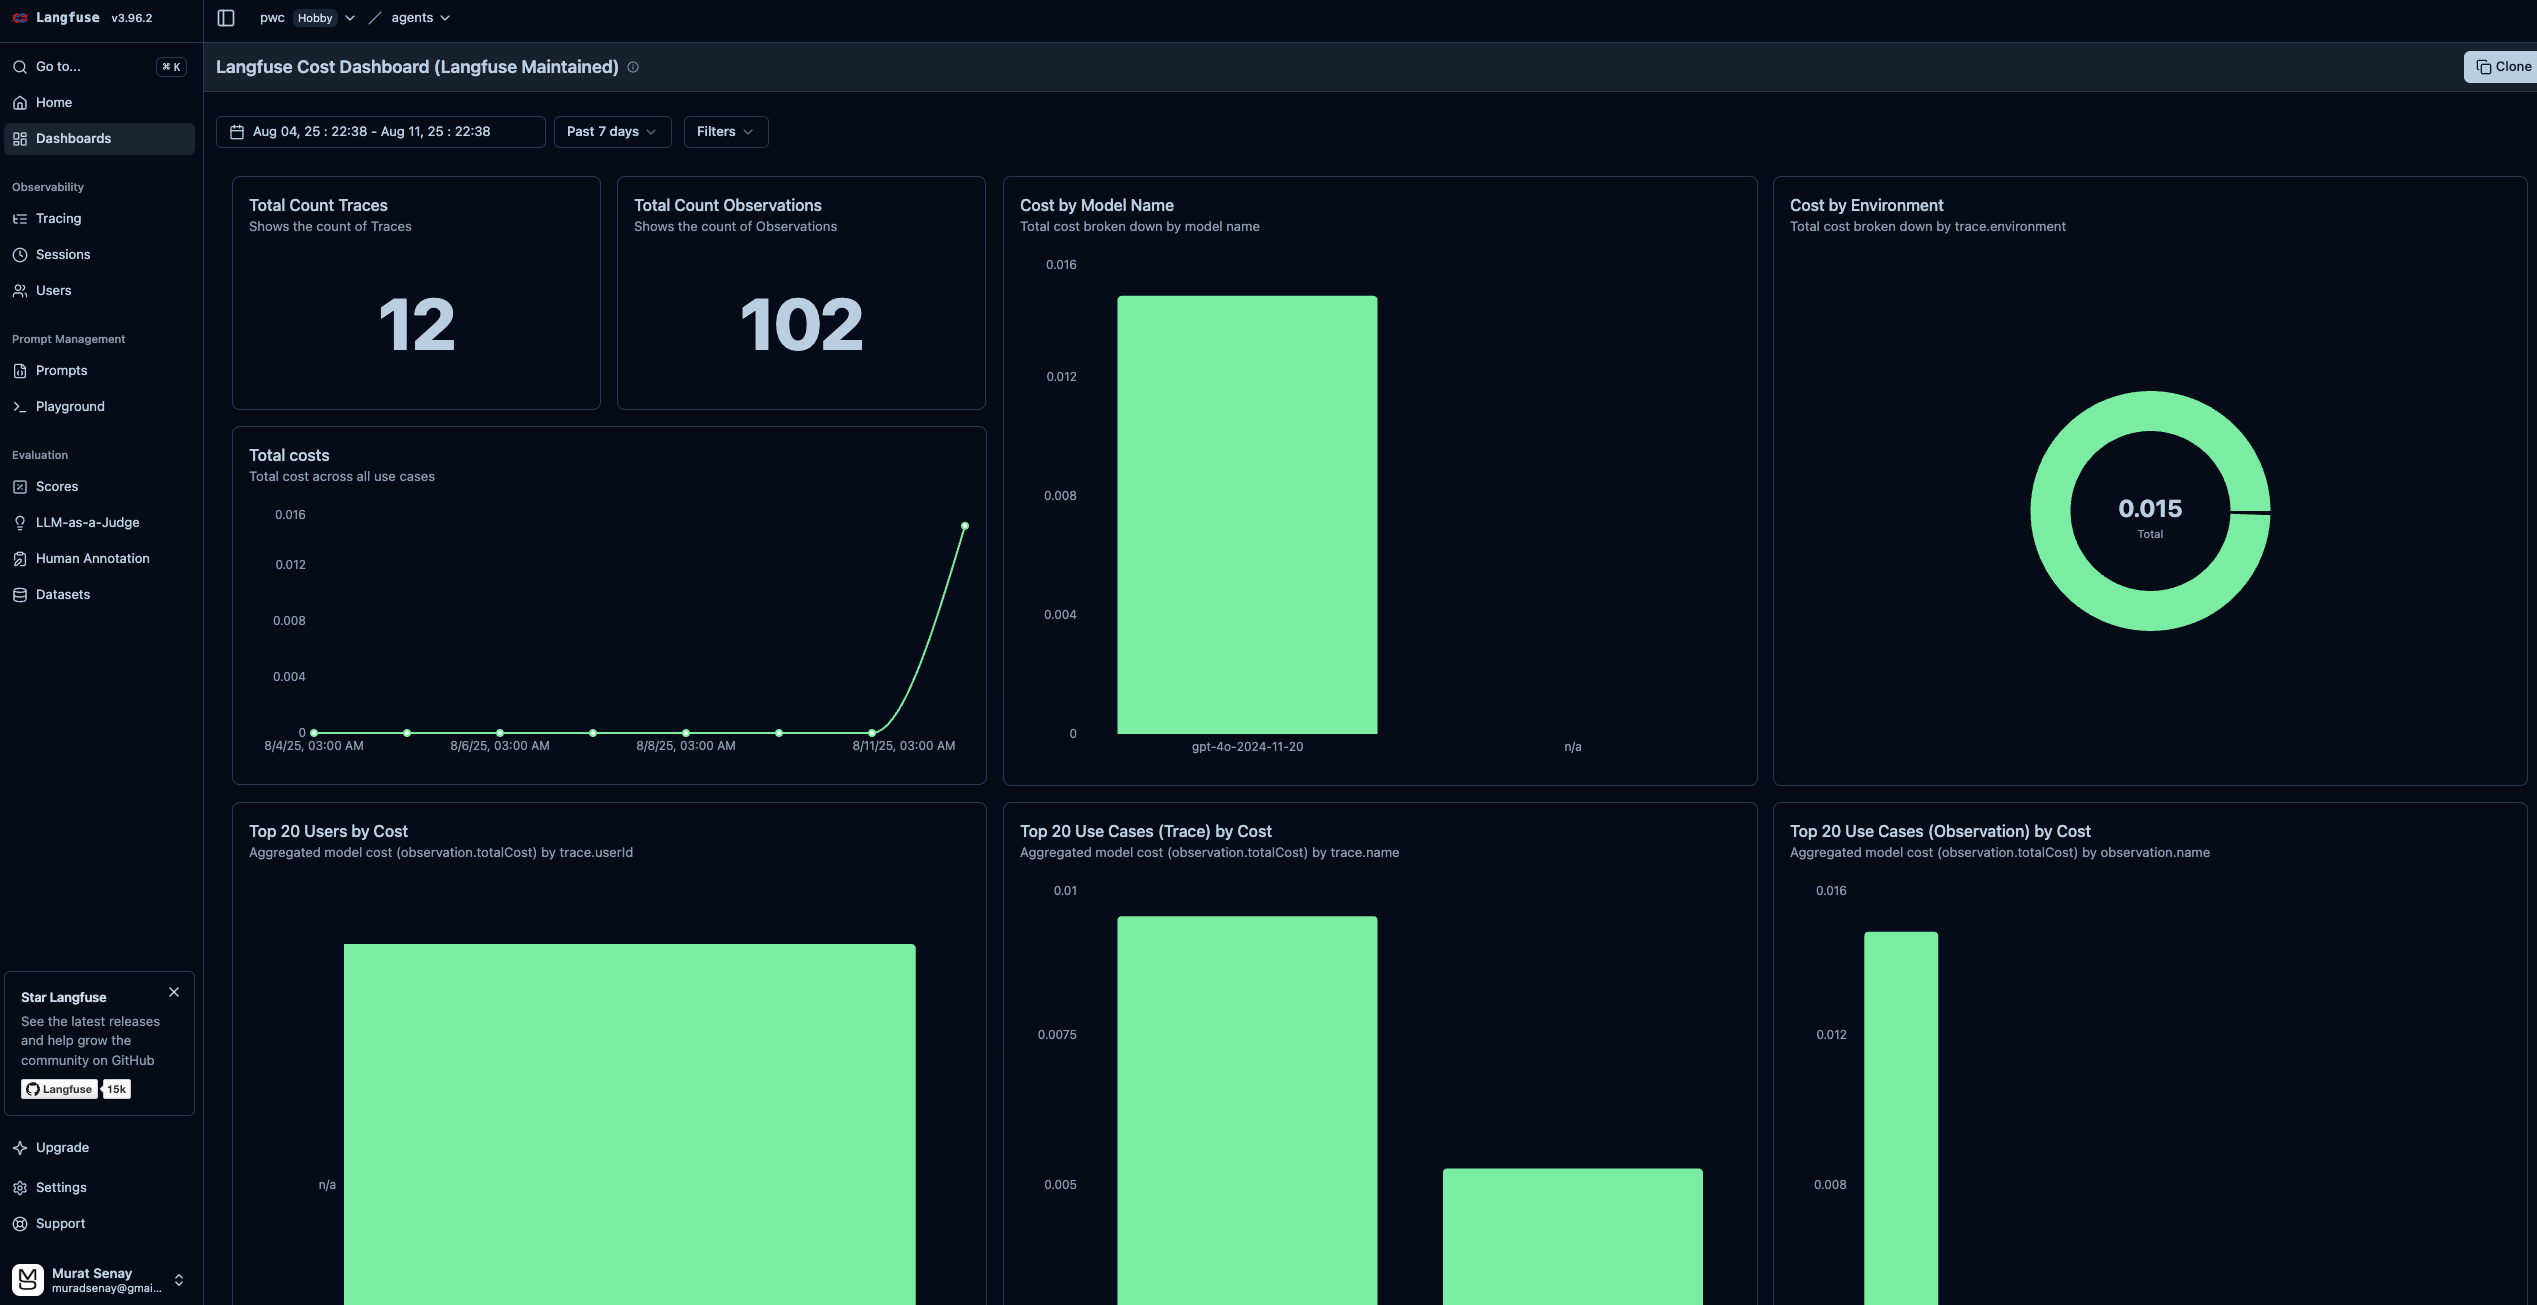 Langfuse v3.96.2
Go to... ⌘ K
Home
Dashboards
Observability
Tracing
Sessions
Users
Prompt Management
Prompts
Playground
Evaluation
Scores
LLM-as-a-Judge
Human Annotation
Datasets
Star Langfuse
See the latest releases
and help grow the
community on GitHub
Langfuse 15k
Upgrade
Settings
Support
Murat Senay
muradsenay@gmai...
pwc Hobby / agents
Langfuse Cost Dashboard (Langfuse Maintained)
Clone
Aug 04, 25 : 22:38 - Aug 11, 25 : 22:38
Past 7 days
Filters
Total Count Traces
Shows the count of Traces
12
Total Count Observations
Shows the count of Observations
102
Total costs
Total cost across all use cases
0.016
0.012
0.008
0.004
0
8/4/25, 03:00 AM 8/6/25, 03:00 AM 8/8/25, 03:00 AM 8/11/25, 03:00 AM
Cost by Model Name
Total cost broken down by model name
0.016
0.012
0.008
0.004
0
gpt-4o-2024-11-20 n/a
Cost by Environment
Total cost broken down by trace.environment
0.015
Total
Top 20 Users by Cost
Aggregated model cost (observation.totalCost) by trace.userId
n/a
Top 20 Use Cases (Trace) by Cost
Aggregated model cost (observation.totalCost) by trace.name
0.01
0.0075
0.005
Top 20 Use Cases (Observation) by Cost
Aggregated model cost (observation.totalCost) by observation.name
0.016
0.012
0.008